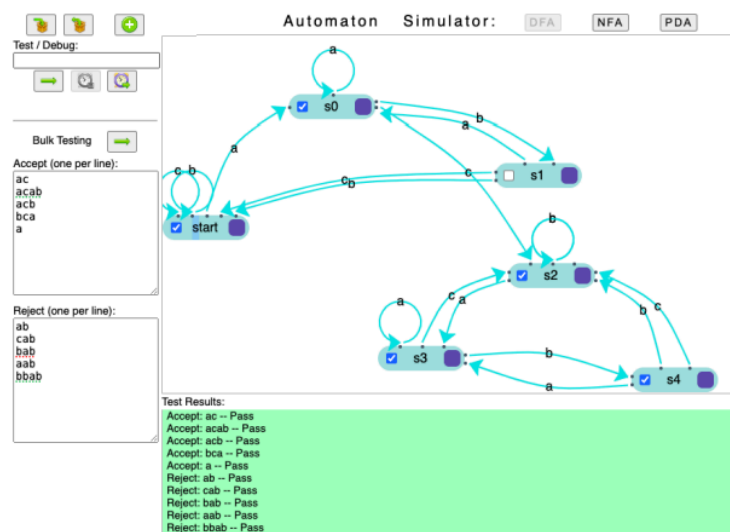 Automaton Simulator: DFA NFA PDA
Test / Debug:
Bulk Testing
Accept (one per line):
ac
acab
acb
bca
a
Reject (one per line):
ab
cab
bab
aab
bbab
a
s0
b
a
a
c
s1
c b
c
b
start
b
s2
a
c
a
b
c
s3
b
a
s4
Test Results:
Accept: ac -- Pass
Accept: acab -- Pass
Accept: acb -- Pass
Accept: bca -- Pass
Accept: a -- Pass
Reject: ab -- Pass
Reject: cab -- Pass
Reject: bab -- Pass
Reject: aab -- Pass
Reject: bbab -- Pass